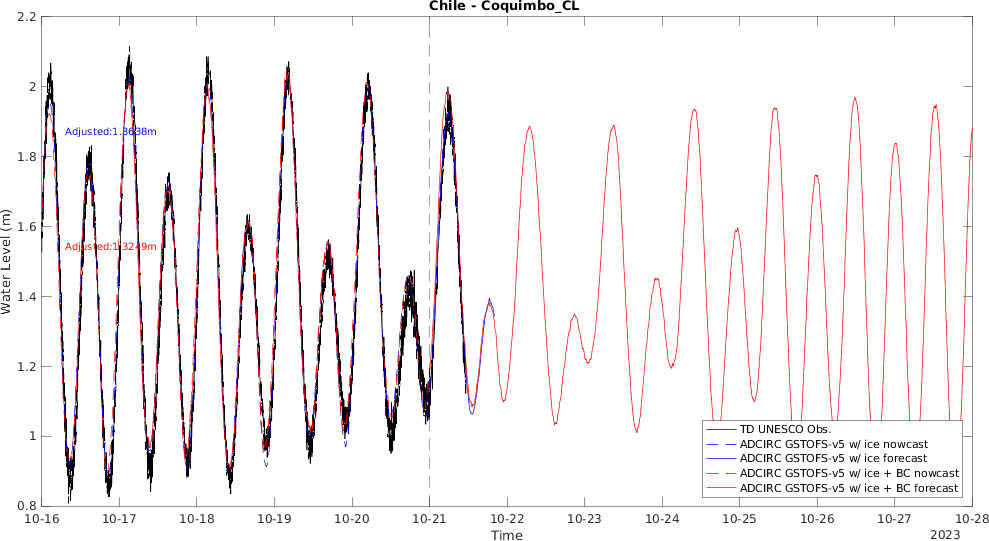 Chile - Coquimbo_CL
2.2
2
1.8
1.6
1.4
1.2
1
0.8
Water Level (m)
Adjusted:1.3638m
Adjusted:1.3249m
TD UNESCO Obs.
ADCIRC GSTOFS-v5 w/ ice nowcast
ADCIRC GSTOFS-v5 w/ ice forecast
ADCIRC GSTOFS-v5 w/ ice + BC nowcast
ADCIRC GSTOFS-v5 w/ ice + BC forecast
10-16 10-17 10-18 10-19 10-20 10-21 10-22 10-23 10-24 10-25 10-26 10-27 10-28
Time
2023